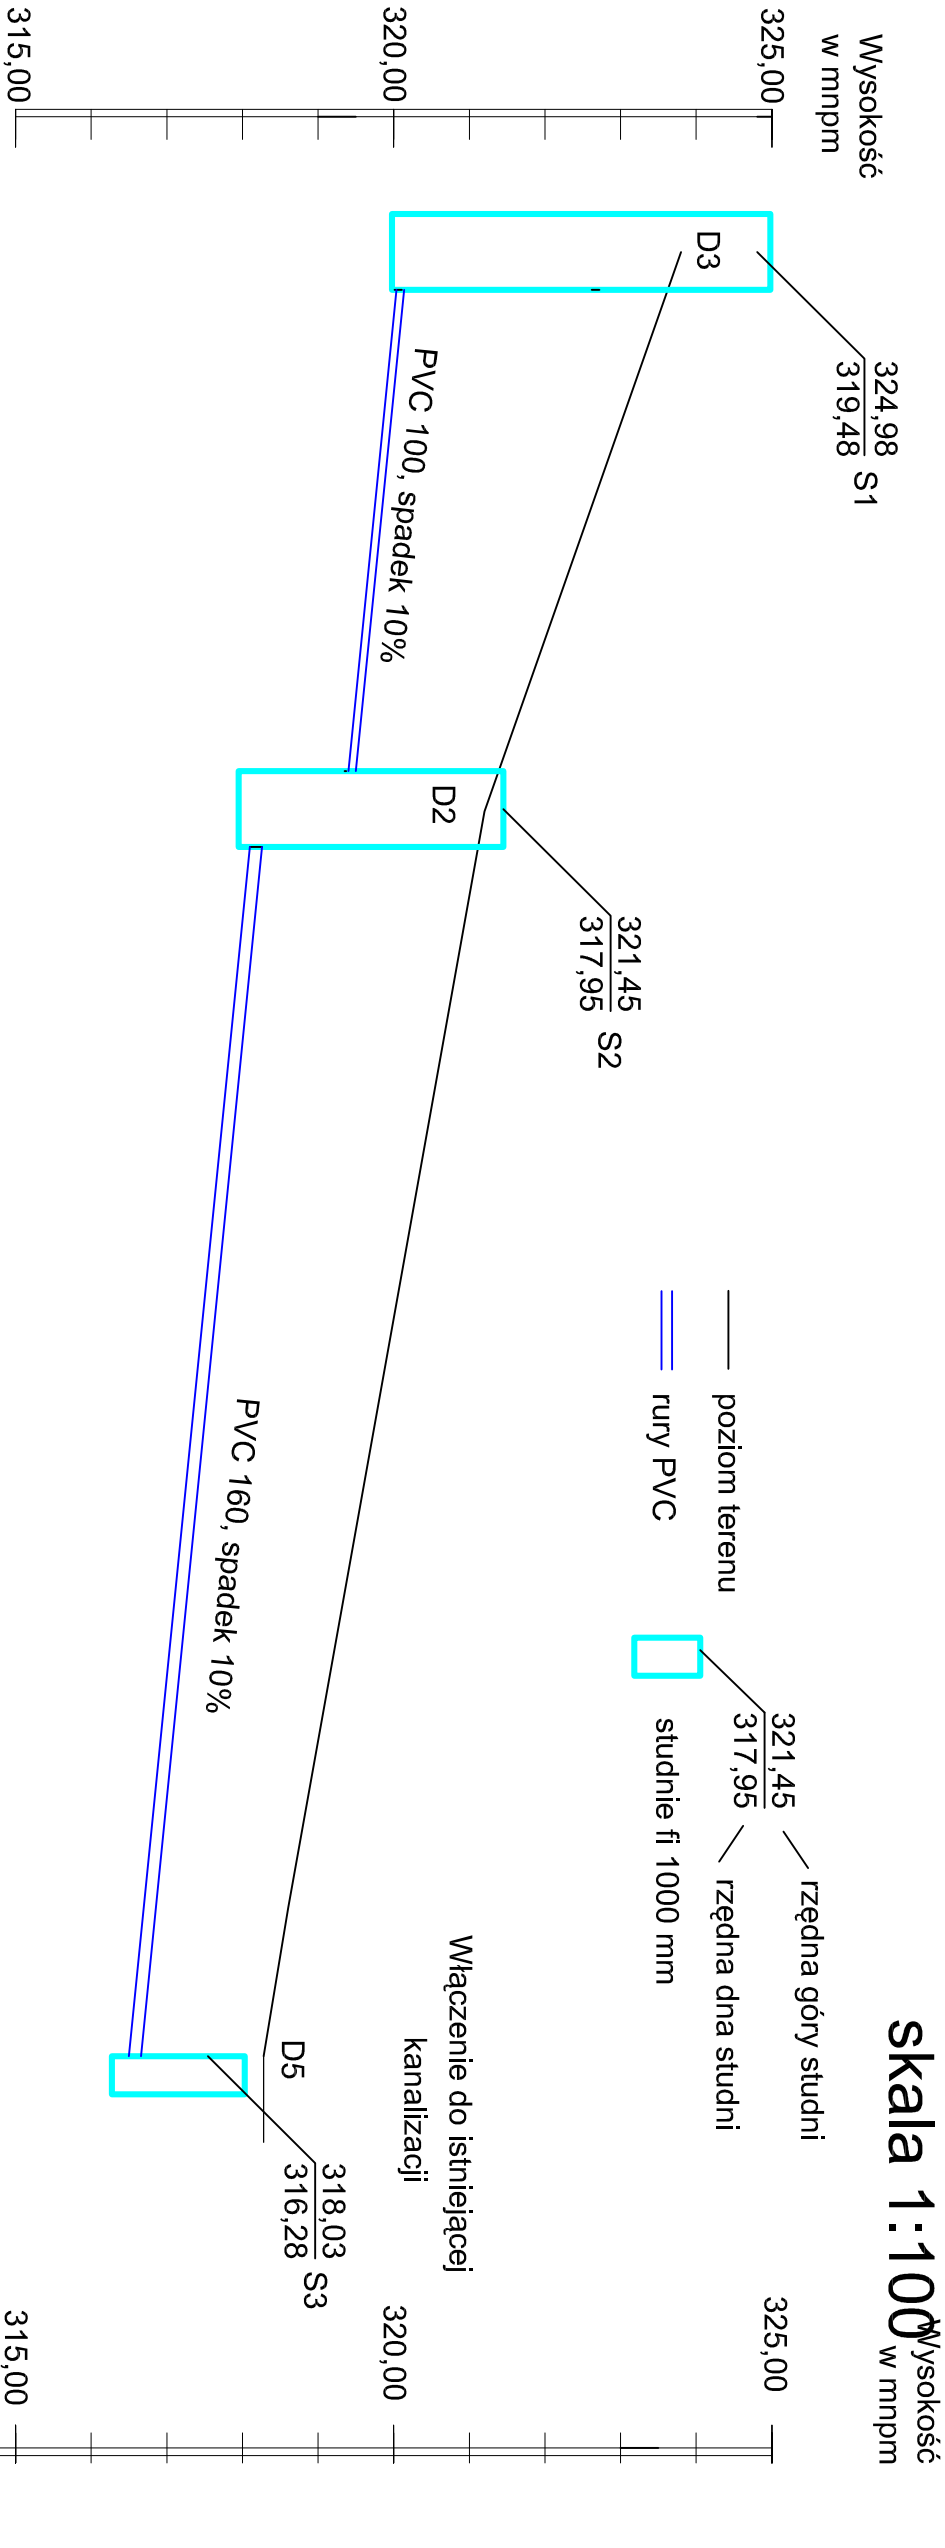 skala 1:100
Wysokość
w mnpm
325,00
320,00
315,00
324,98
319,48
S1
D3
PVC 100, spadek 10%
321,45
317,95
S2
D2
PVC 160, spadek 10%
poziom terenu
rury PVC
321,45
317,95
rzędna góry studni
rzędna dna studni
studnie fi 1000 mm
Włączenie do istniejącej
kanalizacji
D5
318,03
316,28
S3
Wysokość
w mnpm
325,00
320,00
315,00